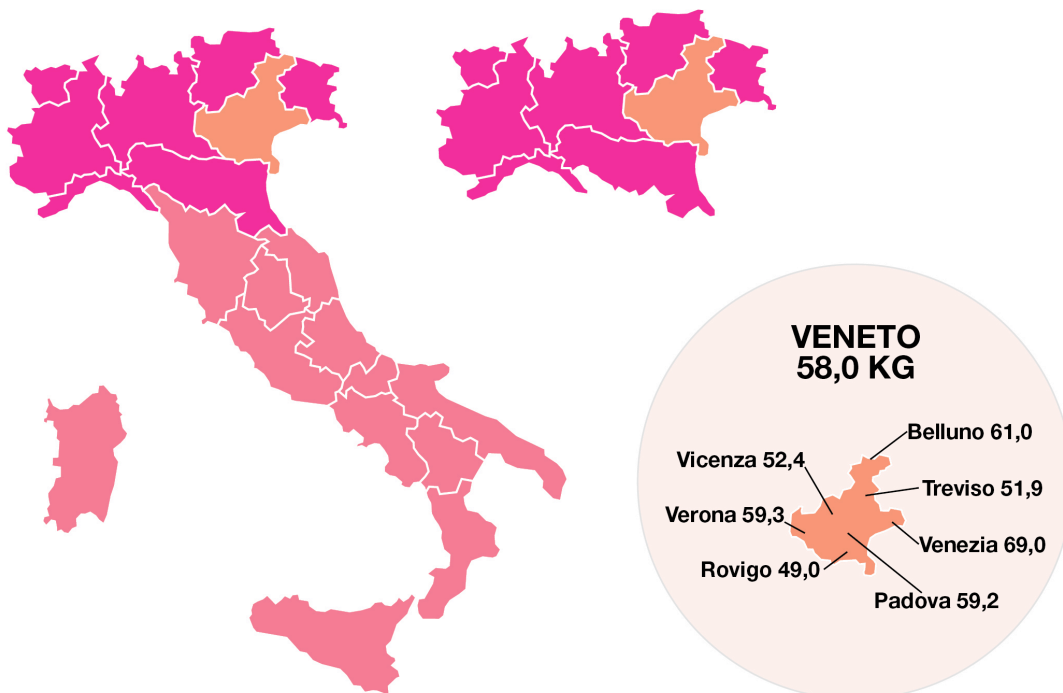 VENETO
58,0 KG
Belluno 61,0
Vicenza 52,4
Treviso 51,9
Verona 59,3
Venezia 69,0
Rovigo 49,0
Padova 59,2